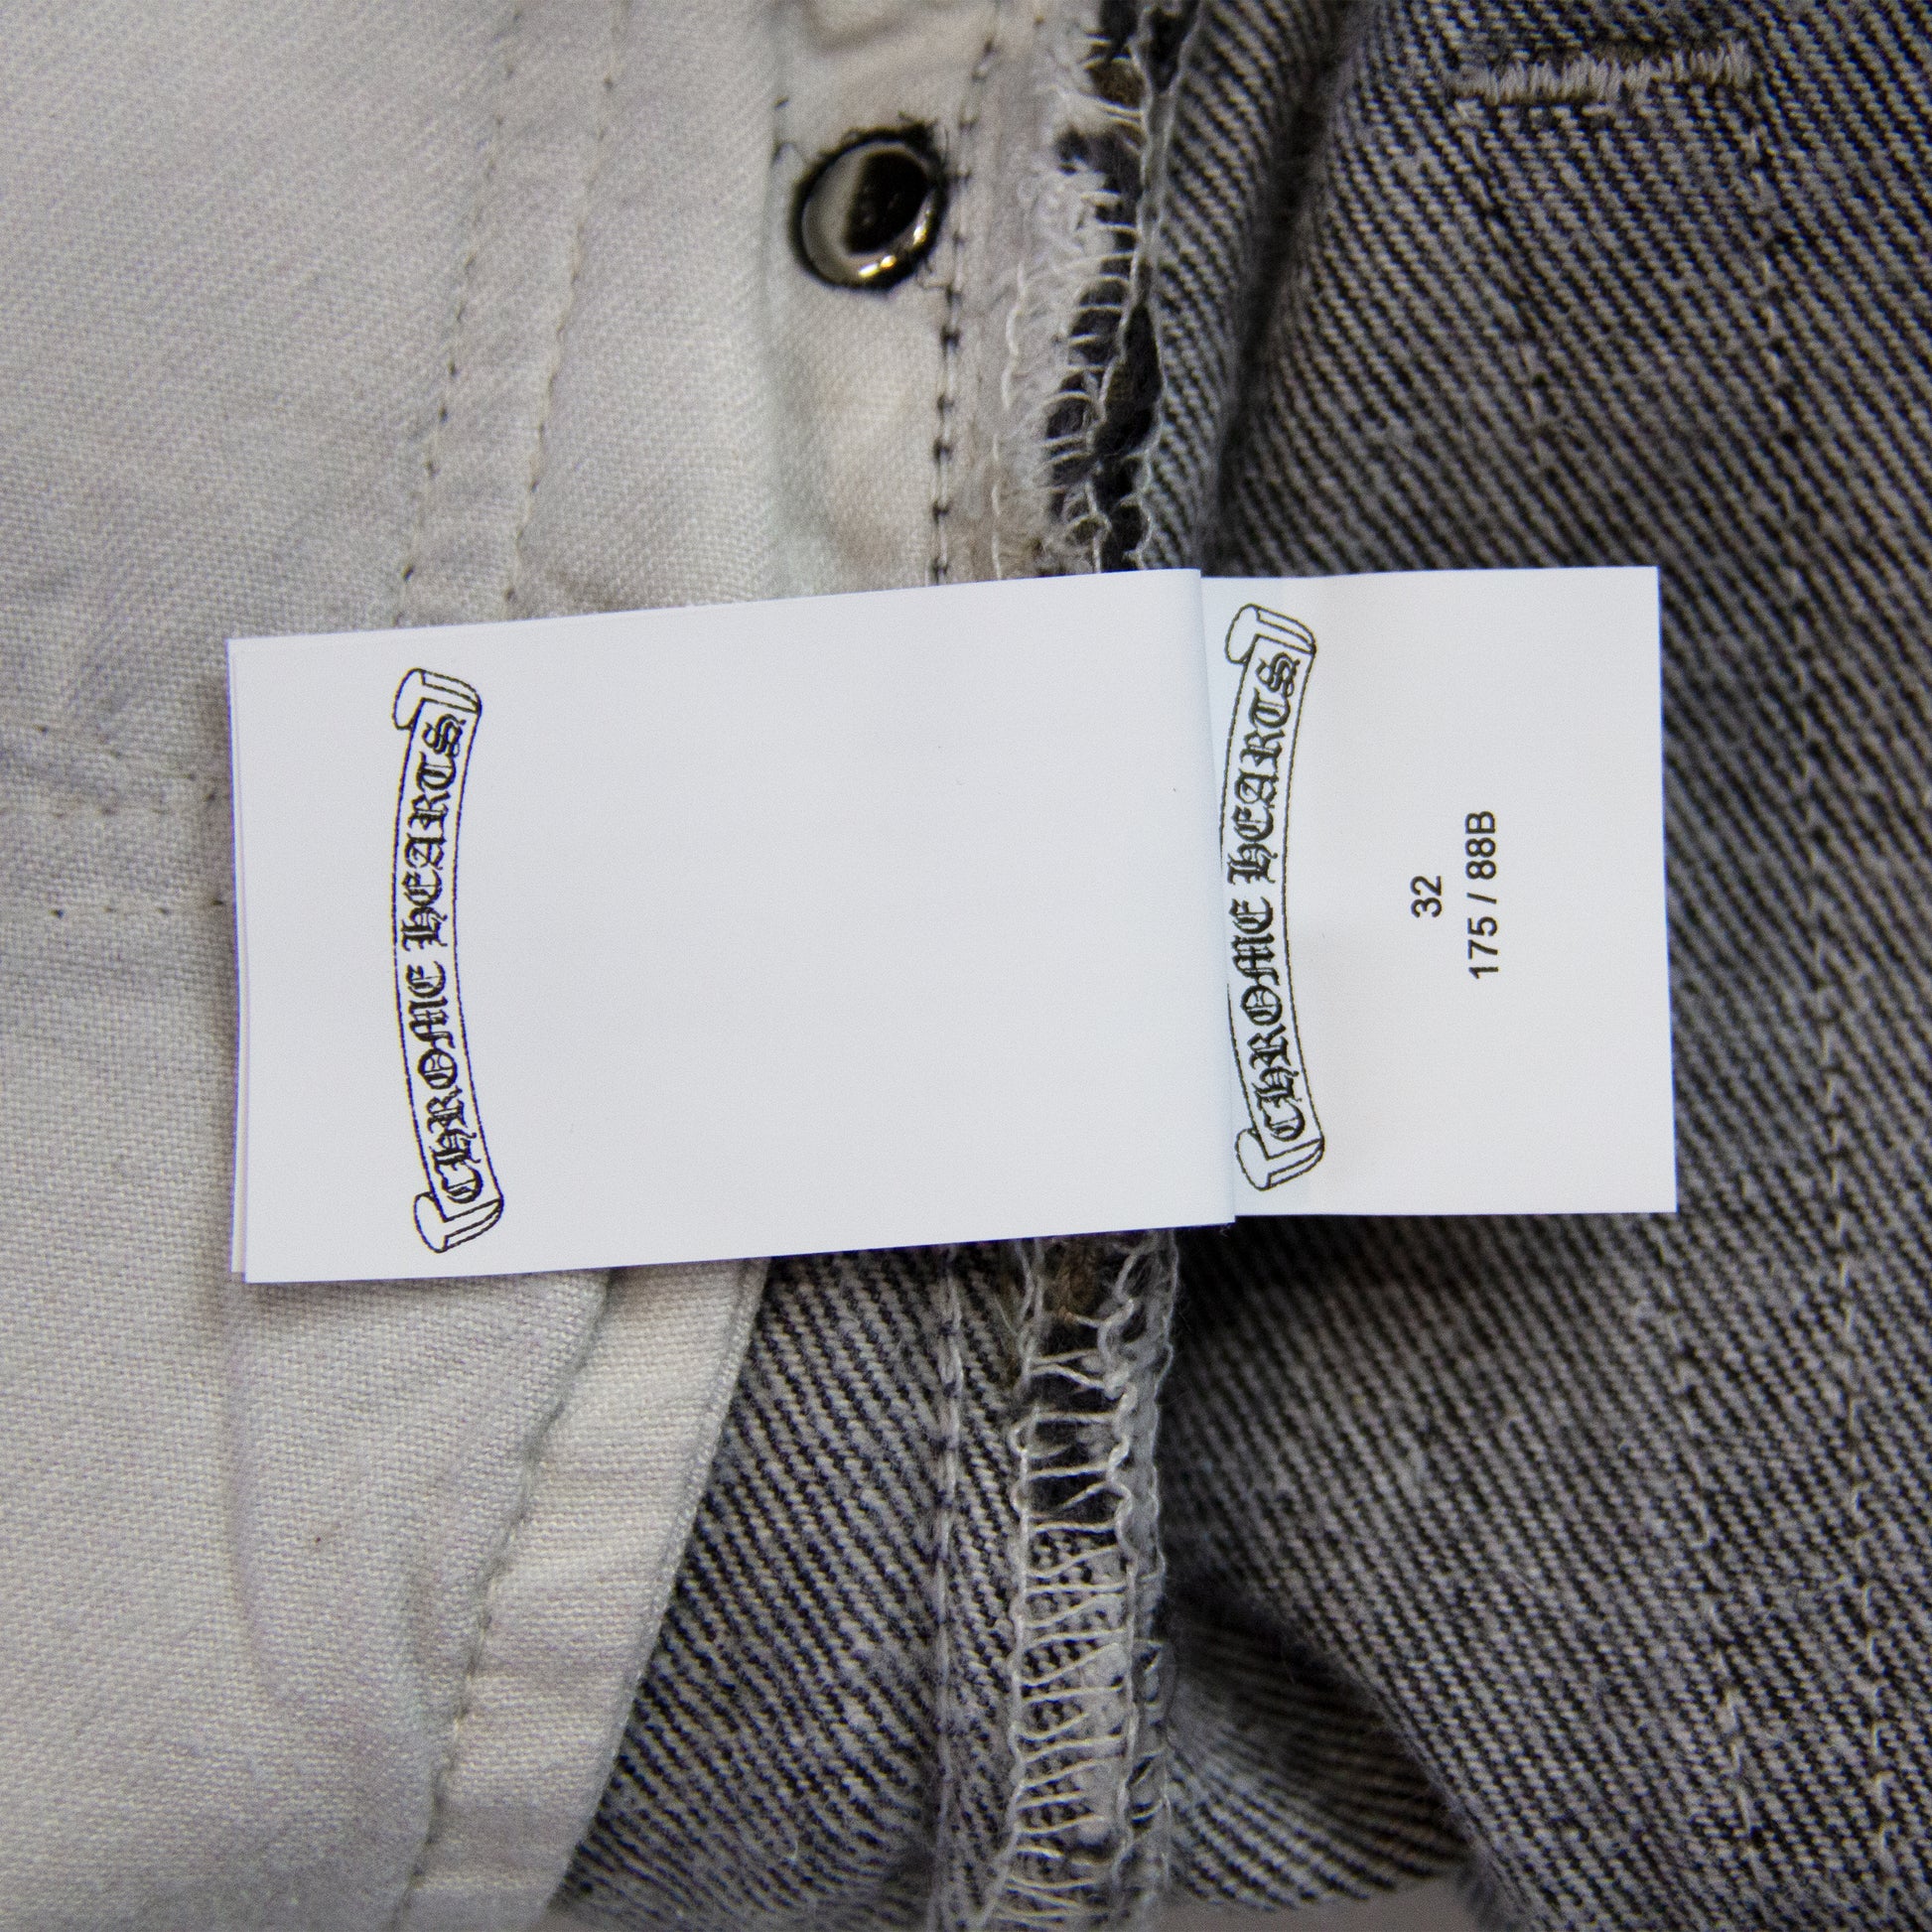 CHROME HEARTS
CHROME HEARTS
32
175 / 88B